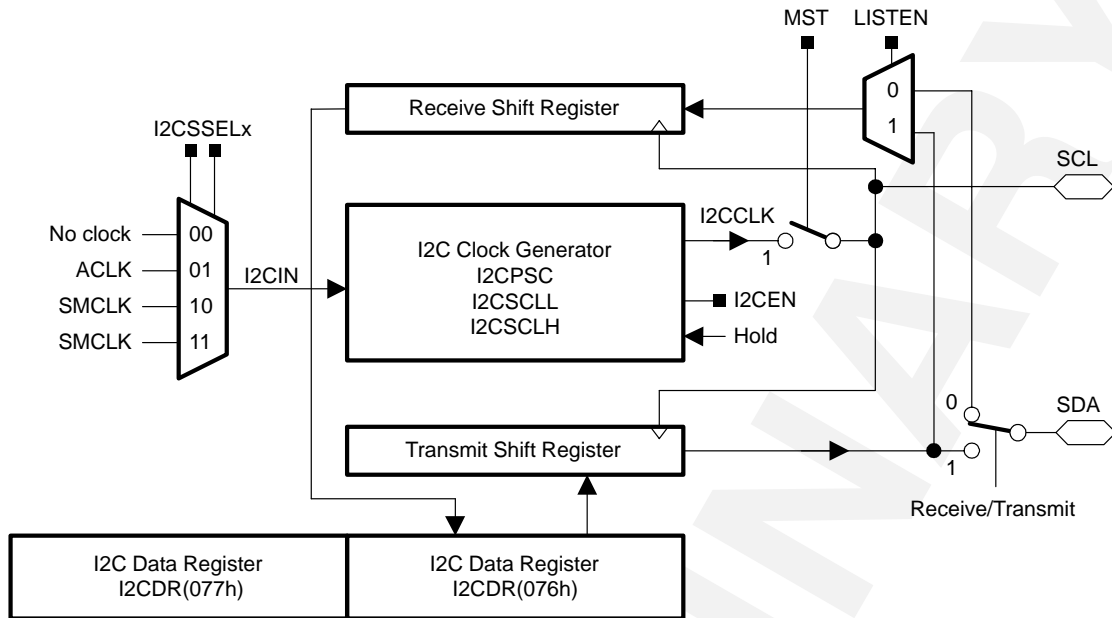 MST
LISTEN
Receive Shift Register
0
1
I2CSSELx
SCL
No clock
00
ACLK
01
SMCLK
10
SMCLK
11
I2CIN
I2C Clock Generator
I2CPSC
I2CSCLL
I2CSCLH
I2CCLK
1
I2CEN
Hold
0
SDA
1
Transmit Shift Register
Receive/Transmit
I2C Data Register
I2CDR(077h)
I2C Data Register
I2CDR(076h)
INARY